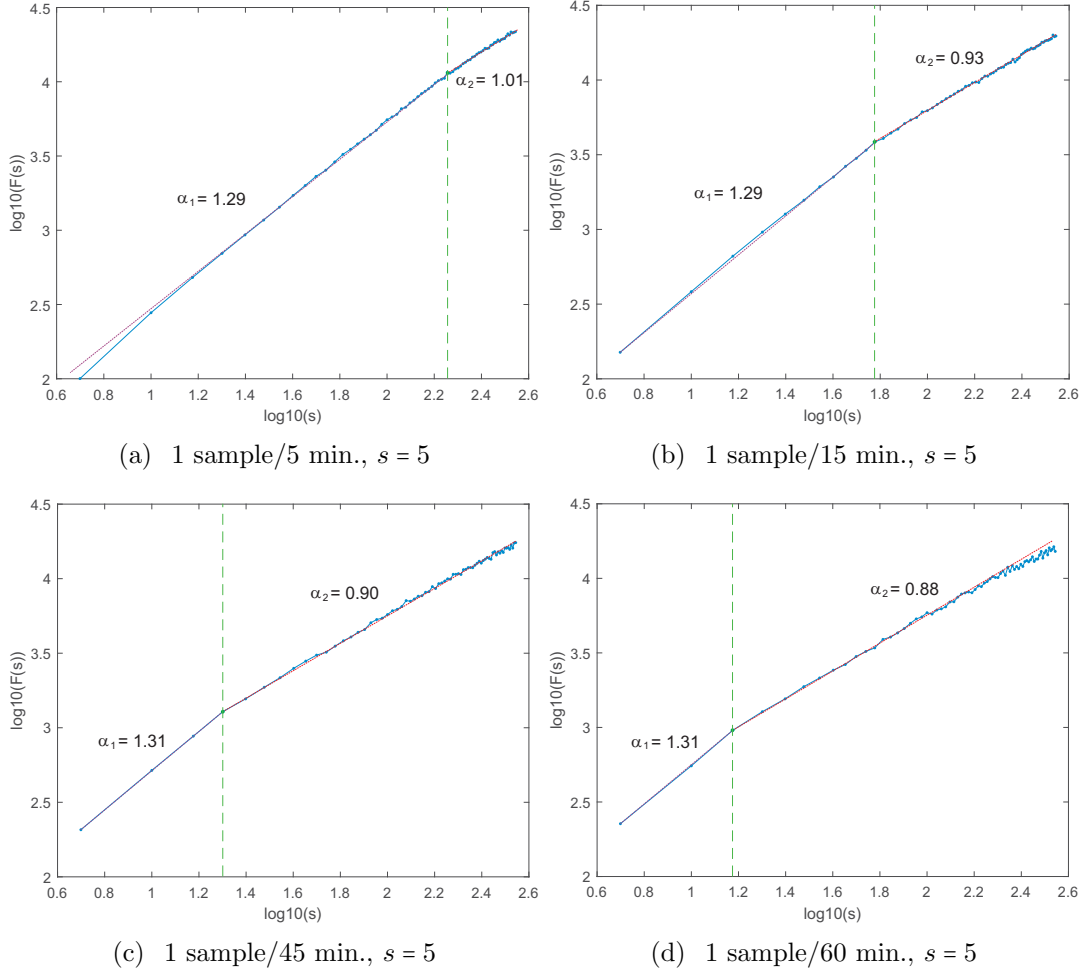 4.5
4
3.5
3
2.5
2
log10(F(s))
α1 = 1.29
α2 = 1.01
0.6 0.8 1 1.2 1.4 1.6 1.8 2 2.2 2.4 2.6
log10(s)
(a) 1 sample/5 min., s = 5
4.5
4
3.5
3
2.5
2
log10(F(s))
α1 = 1.29
α2 = 0.93
0.6 0.8 1 1.2 1.4 1.6 1.8 2 2.2 2.4 2.6
log10(s)
(b) 1 sample/15 min., s = 5
4.5
4
3.5
3
2.5
2
log10(F(s))
α1 = 1.31
α2 = 0.90
0.6 0.8 1 1.2 1.4 1.6 1.8 2 2.2 2.4 2.6
log10(s)
(c) 1 sample/45 min., s = 5
4.5
4
3.5
3
2.5
2
log10(F(s))
α1 = 1.31
α2 = 0.88
0.6 0.8 1 1.2 1.4 1.6 1.8 2 2.2 2.4 2.6
log10(s)
(d) 1 sample/60 min., s = 5